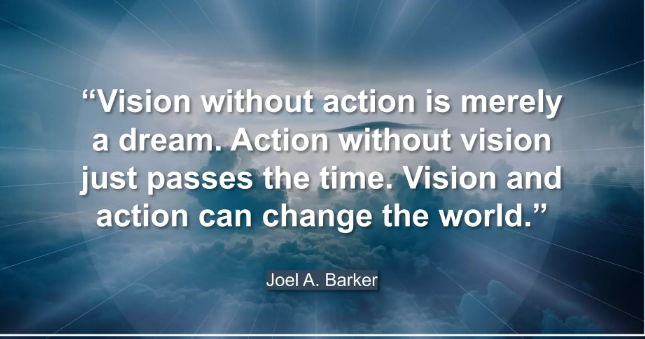 “Vision without action is merely
a dream. Action without vision
just passes the time. Vision and
action can change the world.”
Joel A. Barker